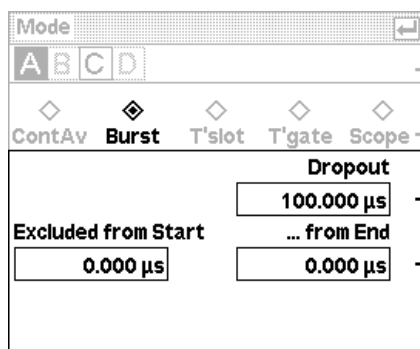 Mode
A B C D
ContAv Burst T'slot T'gate Scope
Dropout
100.000 µs
Excluded from Start ... from End
0.000 µs 0.000 µs